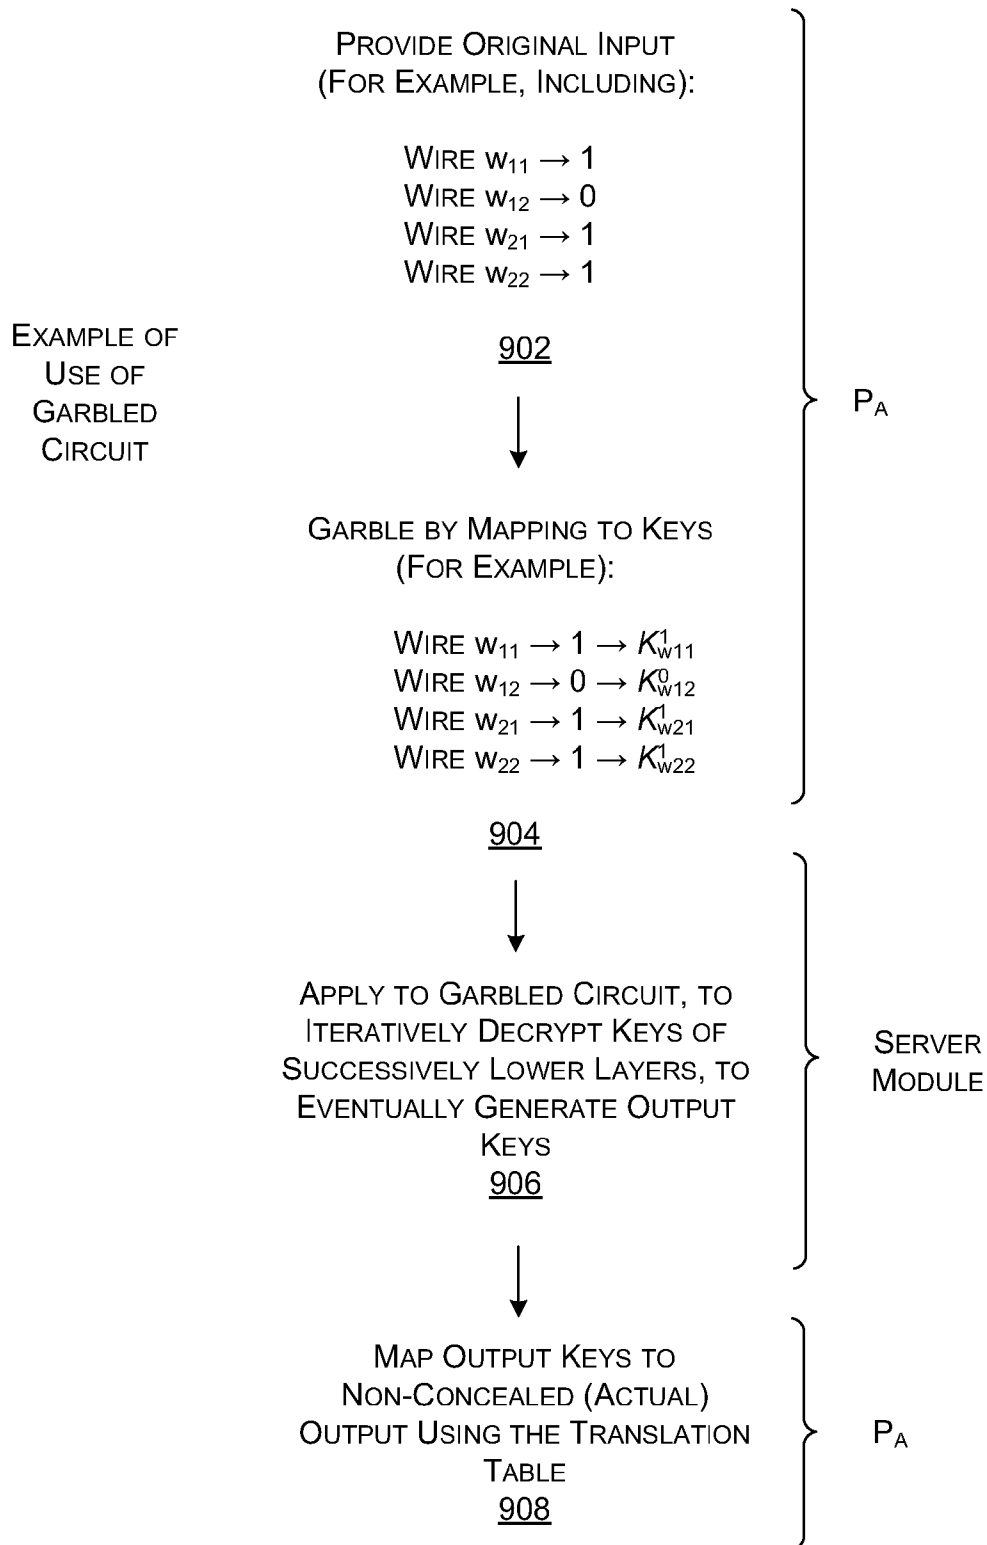 PROVIDE ORIGINAL INPUT
(FOR EXAMPLE, INCLUDING):
WIRE w₁₁ → 1
WIRE w₁₂ → 0
WIRE w₂₁ → 1
WIRE w₂₂ → 1
902
EXAMPLE OF
USE OF
GARBLED
CIRCUIT
P_A
GARBLE BY MAPPING TO KEYS
(FOR EXAMPLE):
WIRE w₁₁ → 1 → K¹w11
WIRE w₁₂ → 0 → K⁰w12
WIRE w₂₁ → 1 → K¹w21
WIRE w₂₂ → 1 → K¹w22
904
APPLY TO GARBLED CIRCUIT, TO
ITERATIVELY DECRYPT KEYS OF
SUCCESSIVELY LOWER LAYERS, TO
EVENTUALLY GENERATE OUTPUT
KEYS
906
SERVER
MODULE
MAP OUTPUT KEYS TO
NON-CONCEALED (ACTUAL)
OUTPUT USING THE TRANSLATION
TABLE
908
P_A